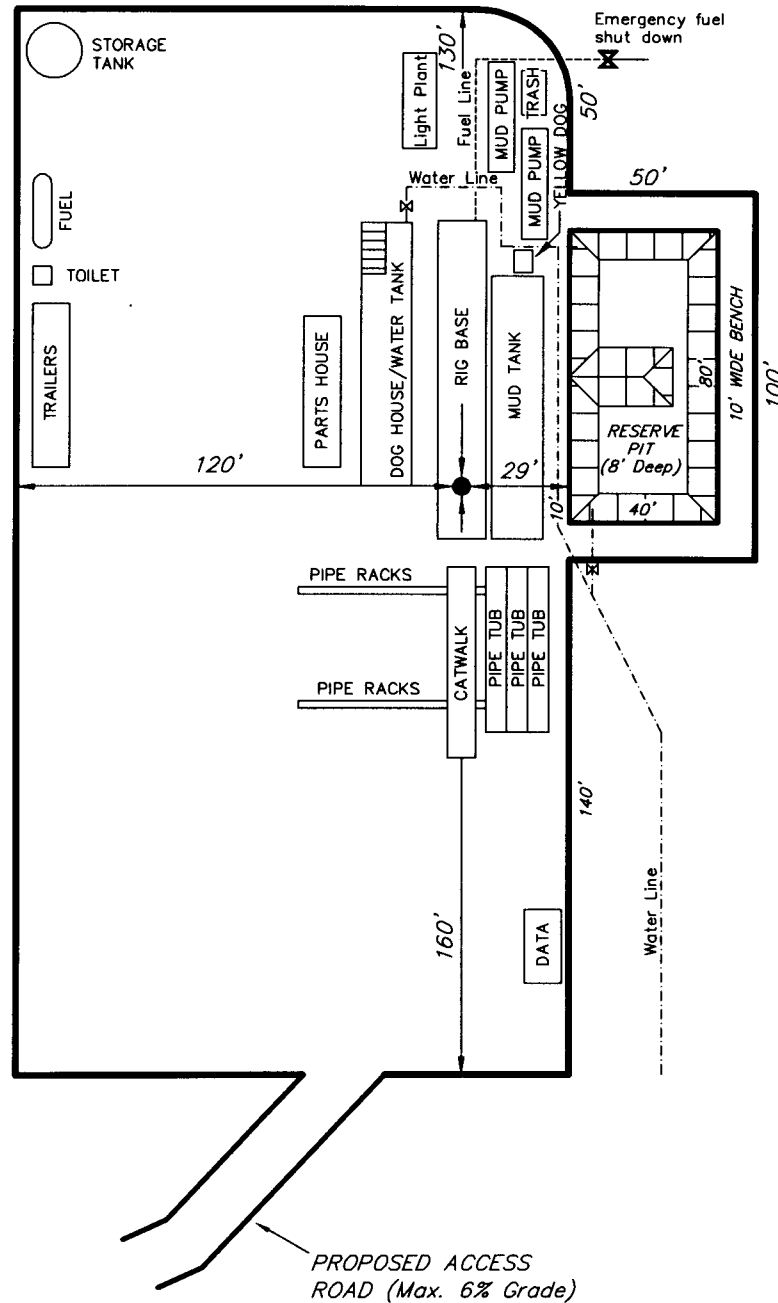 STORAGE
TANK
130'
Emergency fuel
shut down
Light Plant
Fuel Line
MUD PUMP
TRASH
50'
MUD PUMP
YELLOW DOG
Water Line
50'
FUEL
TOILET
TRAILERS
PARTS HOUSE
DOG HOUSE/WATER TANK
RIG BASE
MUD TANK
80'
10' WIDE BENCH
100'
RESERVE
PIT
(8' Deep)
120'
29'
10'
40'
PIPE RACKS
CATWALK
PIPE TUB
PIPE TUB
PIPE TUB
PIPE RACKS
140'
160'
DATA
Water Line
PROPOSED ACCESS
ROAD (Max. 6% Grade)